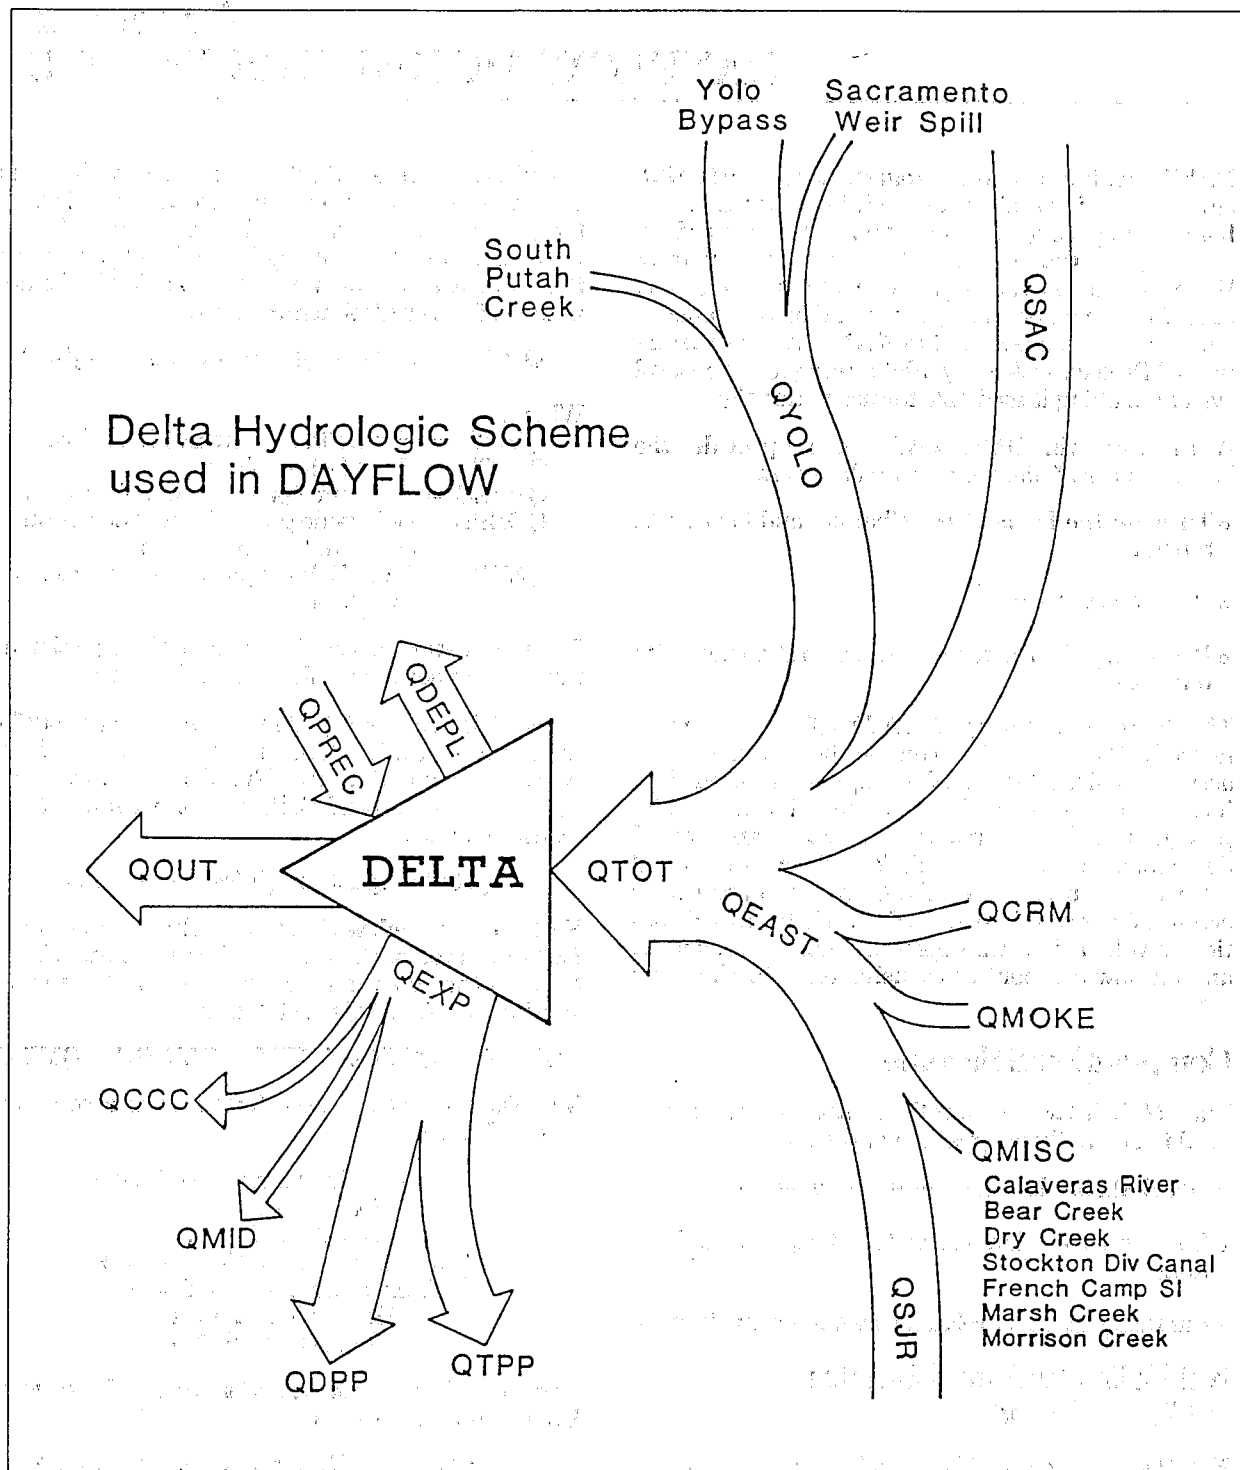 Yolo
Bypass
Sacramento
Weir Spill
South
Putah
Creek
QSAC
QYOLO
Delta Hydrologic Scheme
used in DAYFLOW
QDEPL
QPREC
QOUT
DELTA
QTOT
QEAST
QCRM
QEXP
QMOKE
QCCC
QMISC
Calaveras River
Bear Creek
Dry Creek
Stockton Div Canal
French Camp Sl
Marsh Creek
Morrison Creek
QMID
QSJR
QDPP
QTPP